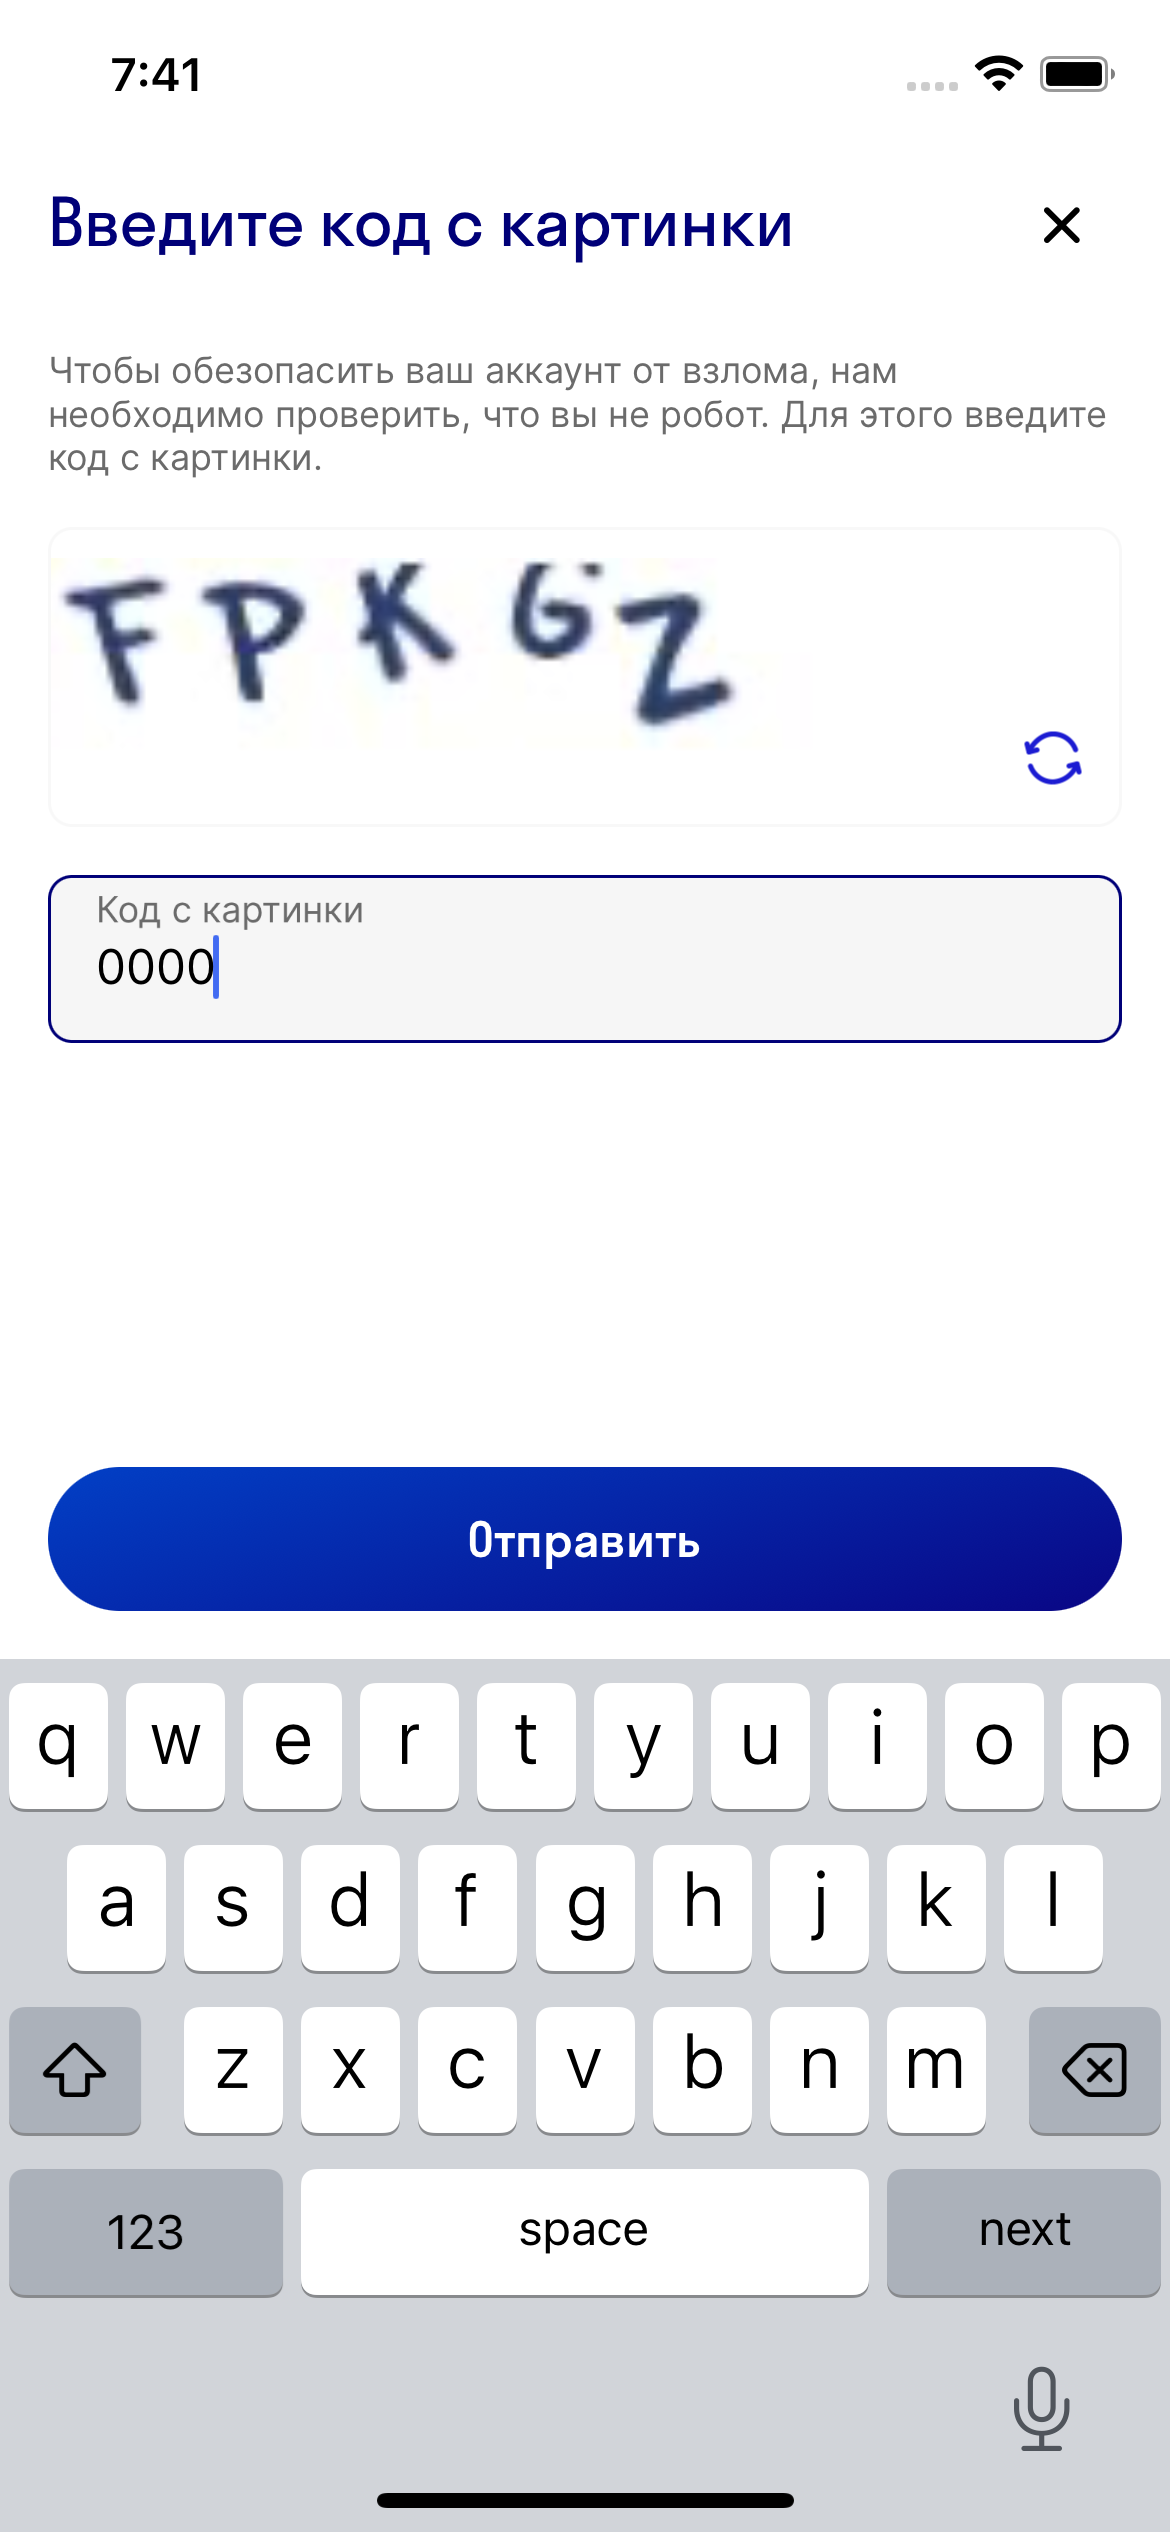 7:41
Введите код с картинки
Чтобы обезопасить ваш аккаунт от взлома, нам
необходимо проверить, что вы не робот. Для этого введите
код с картинки.
F P K G Z
Код с картинки
0000
Отправить
q w e r t y u i o p
a s d f g h j k l
z x c v b n m
123 space next